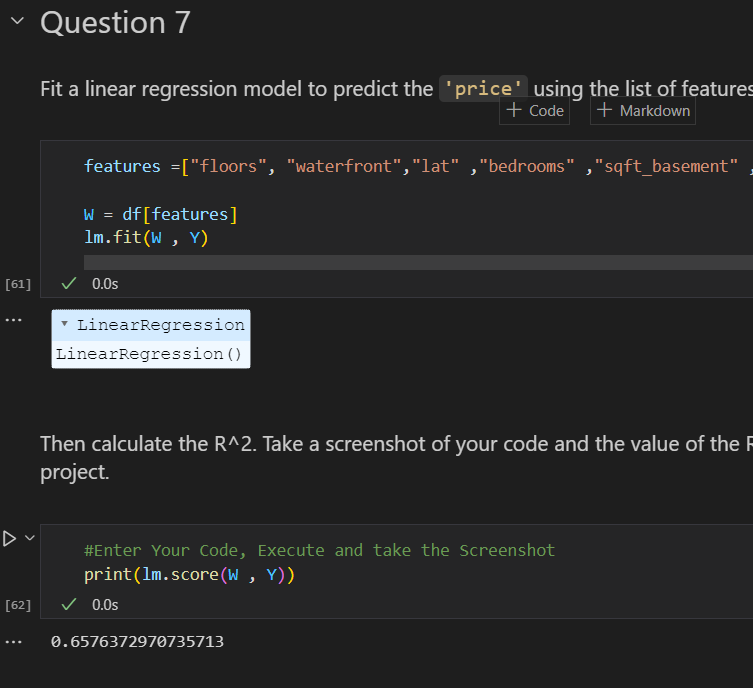 Question 7
Fit a linear regression model to predict the 'price' using the list of features
+ Code + Markdown
features =["floors", "waterfront","lat" ,"bedrooms" ,"sqft_basement" ,
W = df[features]
lm.fit(W , Y)
[61] ✓ 0.0s
...
▾ LinearRegression
LinearRegression()
Then calculate the R^2. Take a screenshot of your code and the value of the R
project.
#Enter Your Code, Execute and take the Screenshot
print(lm.score(W , Y))
[62] ✓ 0.0s
... 0.6576372970735713